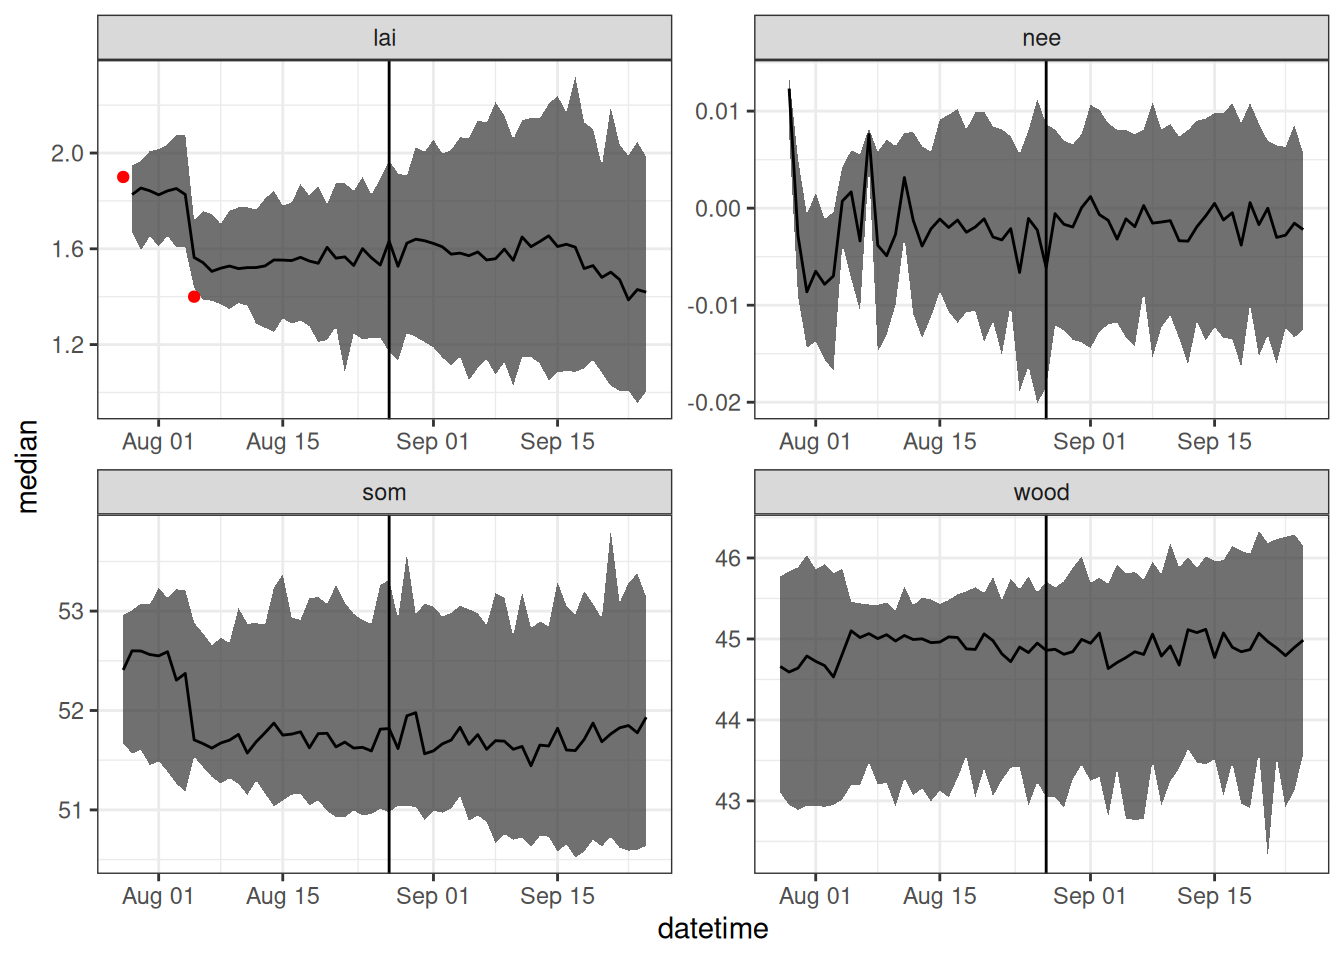 lai
nee
2.0
1.6
1.2
0.01
0.00
-0.01
-0.02
Aug 01 Aug 15 Sep 01 Sep 15
Aug 01 Aug 15 Sep 01 Sep 15
median
som
wood
53
52
51
46
45
44
43
Aug 01 Aug 15 Sep 01 Sep 15
Aug 01 Aug 15 Sep 01 Sep 15
datetime